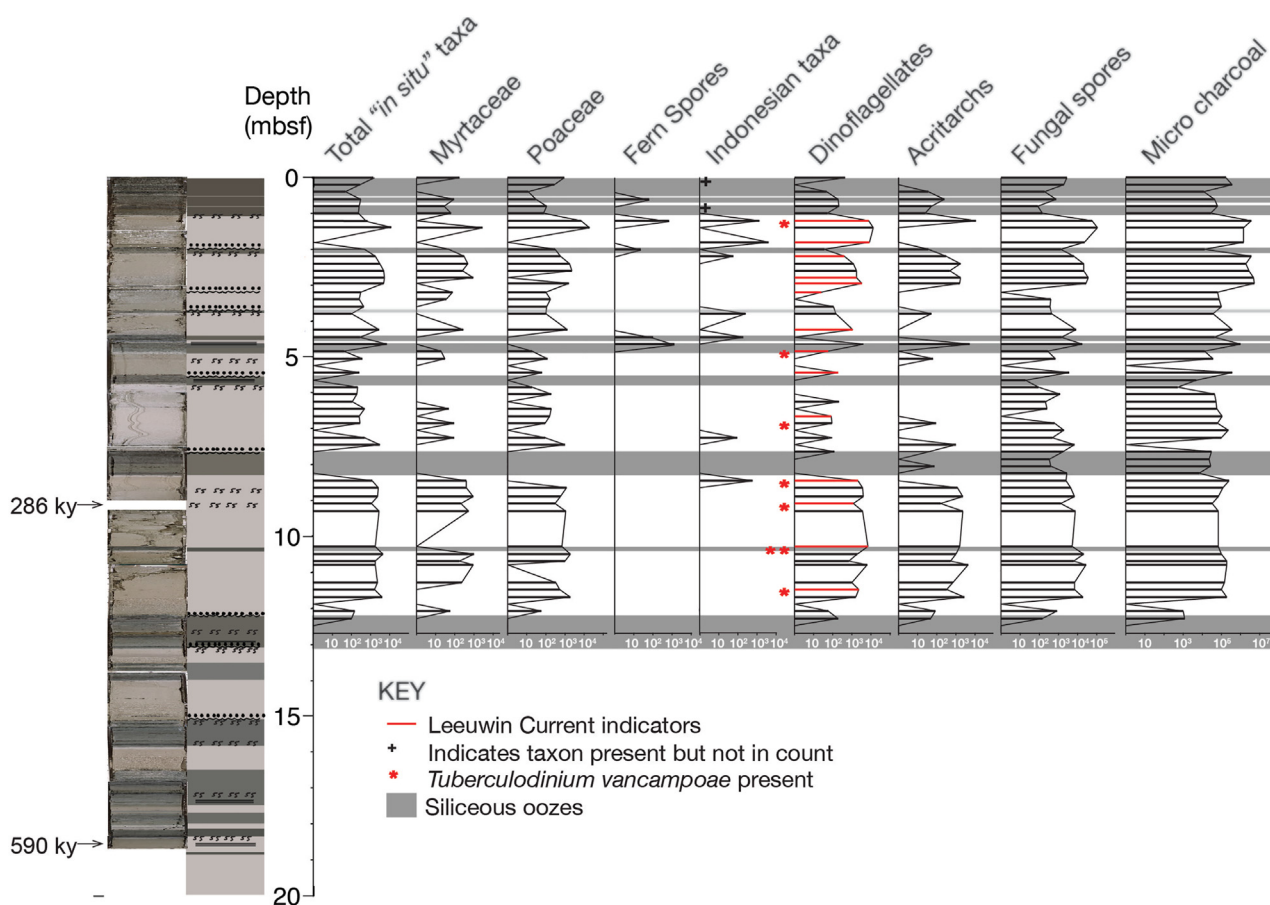 Depth
(mbsf)
Total "in situ" taxa
Myrtaceae
Poaceae
Fern Spores
Indonesian taxa
Dinoflagellates
Acritarchs
Fungal spores
Micro charcoal
0
5
286 ky
10
10 10² 10³ 10⁴
10 10² 10³ 10⁴
10 10² 10³ 10⁴
10 10² 10³ 10⁴
10 10² 10³ 10⁴
10 10² 10³ 10⁴
10 10² 10³ 10⁴
10 10² 10³ 10⁴ 10⁵
10 10³ 10⁶ 10⁷
KEY
Leeuwin Current indicators
+ Indicates taxon present but not in count
* Tuberculodinium vancampoae present
Siliceous oozes
15
590 ky
20